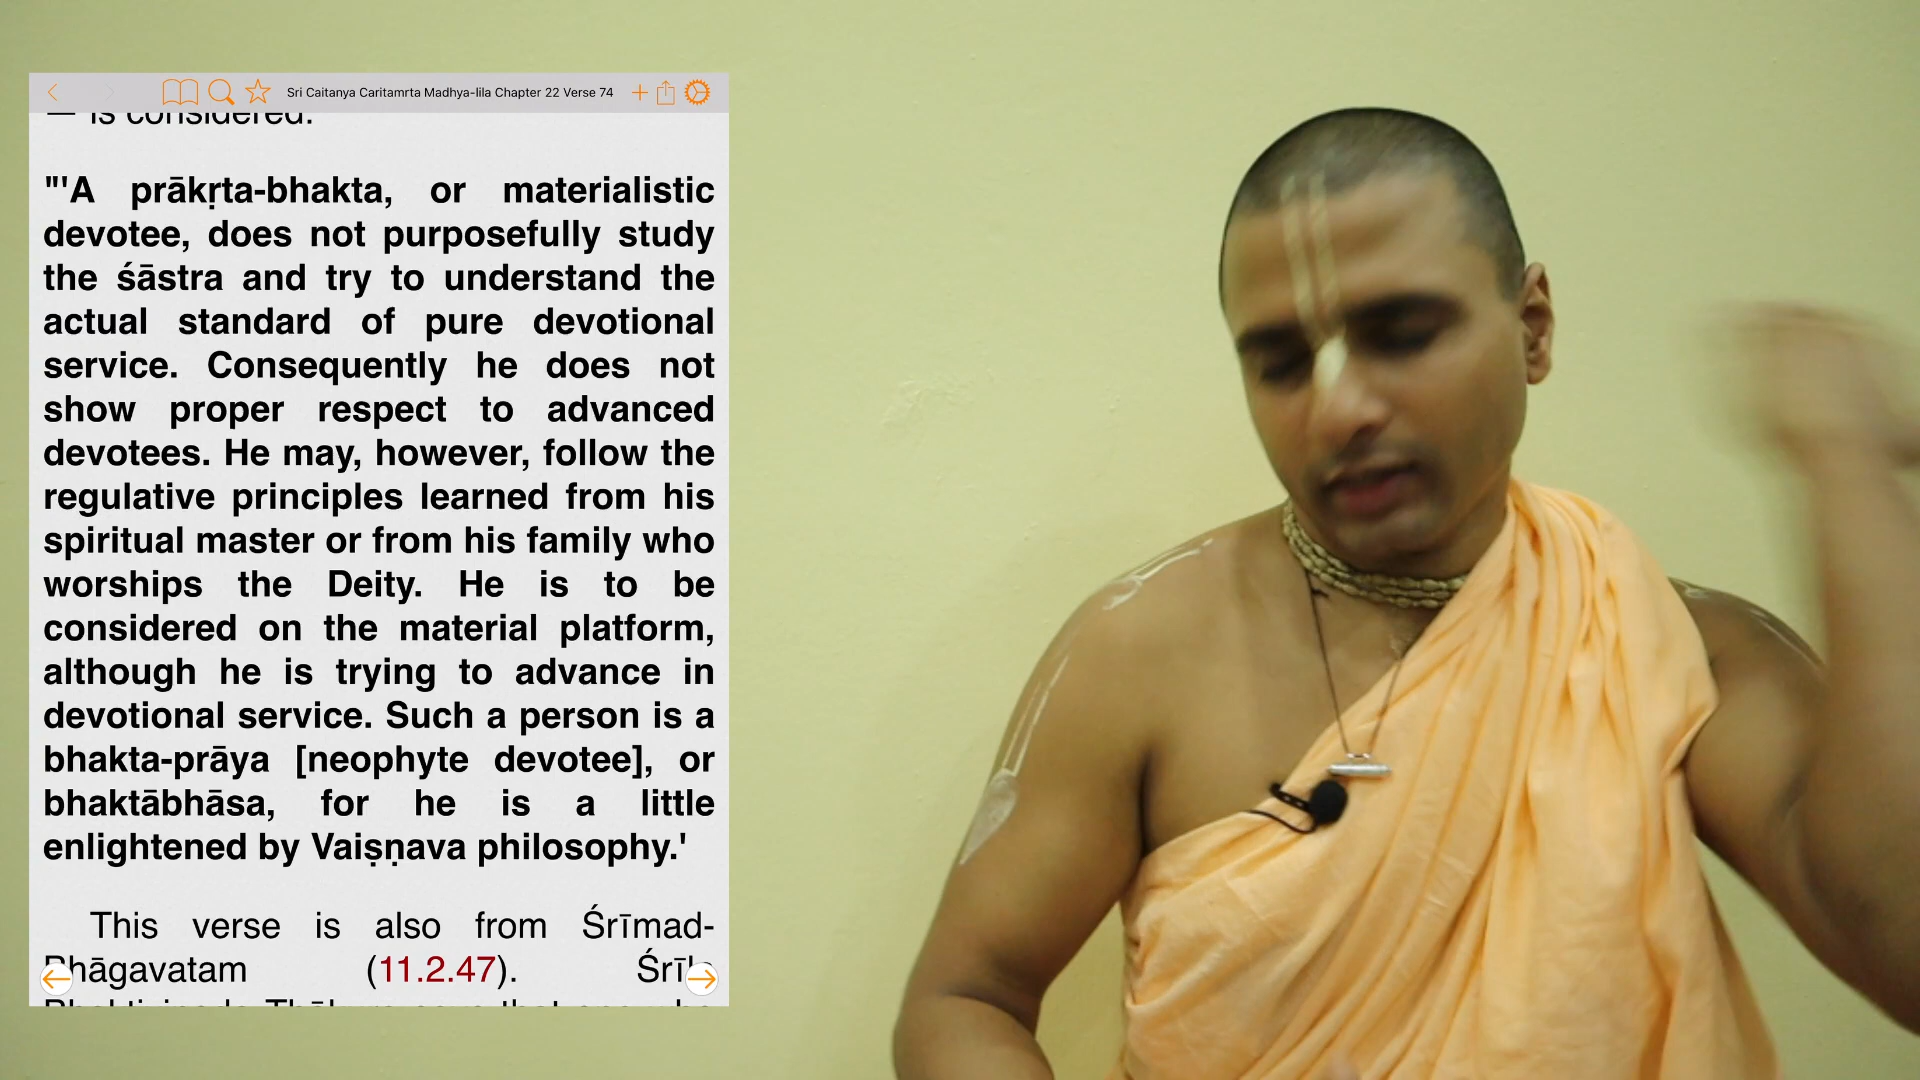 Sri Caitanya Caritamrta Madhya-lila Chapter 22 Verse 74
— is considered.
"'A prākṛta-bhakta, or materialistic
devotee, does not purposefully study
the śāstra and try to understand the
actual standard of pure devotional
service. Consequently he does not
show proper respect to advanced
devotees. He may, however, follow the
regulative principles learned from his
spiritual master or from his family who
worships the Deity. He is to be
considered on the material platform,
although he is trying to advance in
devotional service. Such a person is a
bhakta-prāya [neophyte devotee], or
bhaktābhāsa, for he is a little
enlightened by Vaiṣṇava philosophy.'
This verse is also from Śrīmad-
Bhāgavatam (11.2.47). Śrīla